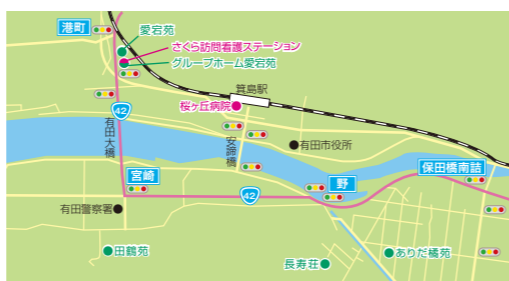 港町
愛宕苑
さくら訪問看護ステーション
グループホーム愛宕苑
箕島駅
桜ヶ丘病院
42
有田大橋
安諦橋
有田市役所
保田橋南詰
宮崎
野
42
有田警察署
田鶴苑
長寿荘
ありだ橘苑